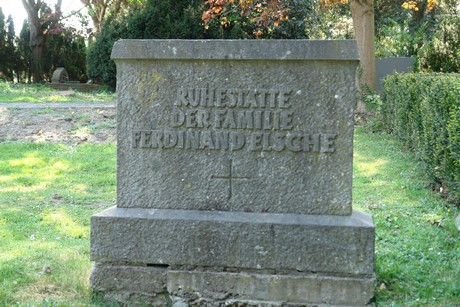 RUHESTÄTTE
DER FAMILIE
FERDINAND ELSCHE